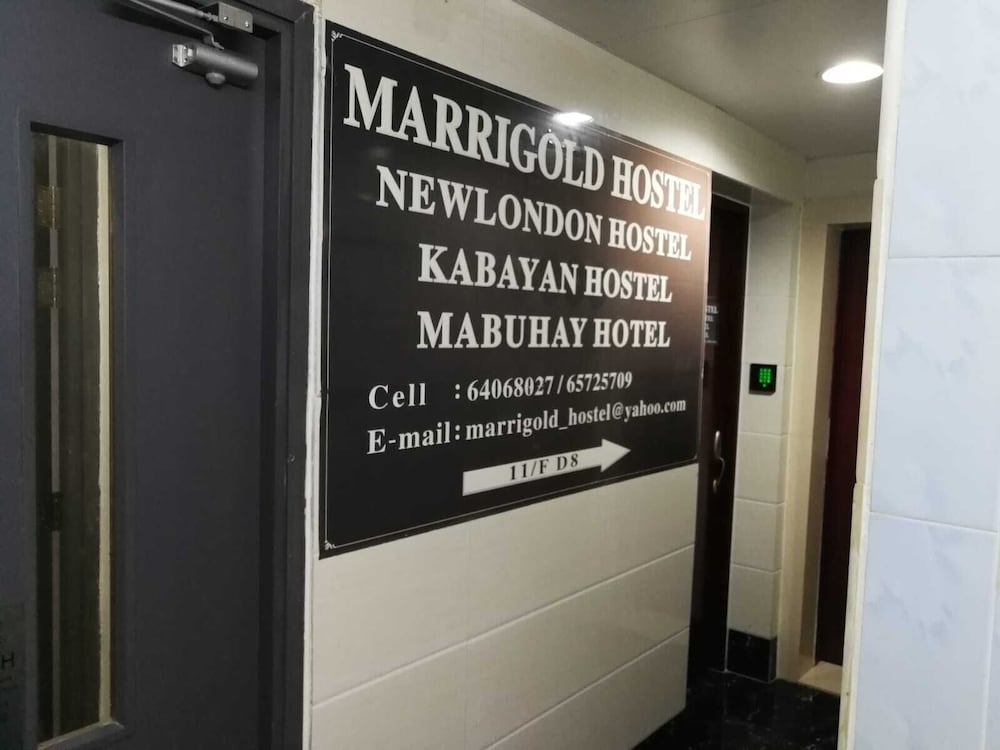 MARRIGOLD HOSTEL
NEWLONDON HOSTEL
KABAYAN HOSTEL
MABUHAY HOTEL
Cell : 64068027 / 65725709
E-mail : marrigold_hostel@yahoo.com
11/F D8